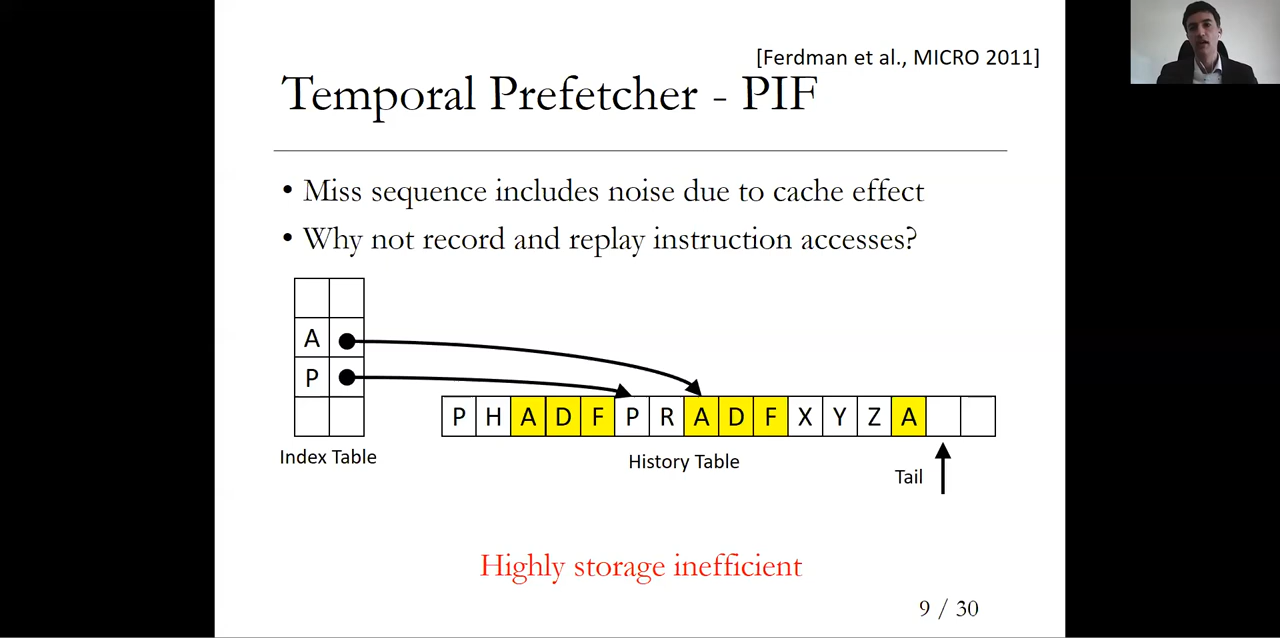 [Ferdman et al., MICRO 2011]
Temporal Prefetcher - PIF
• Miss sequence includes noise due to cache effect
• Why not record and replay instruction accesses?
A
P
Index Table
P H A D F P R A D F X Y Z A
History Table
Tail
Highly storage inefficient
9 / 30